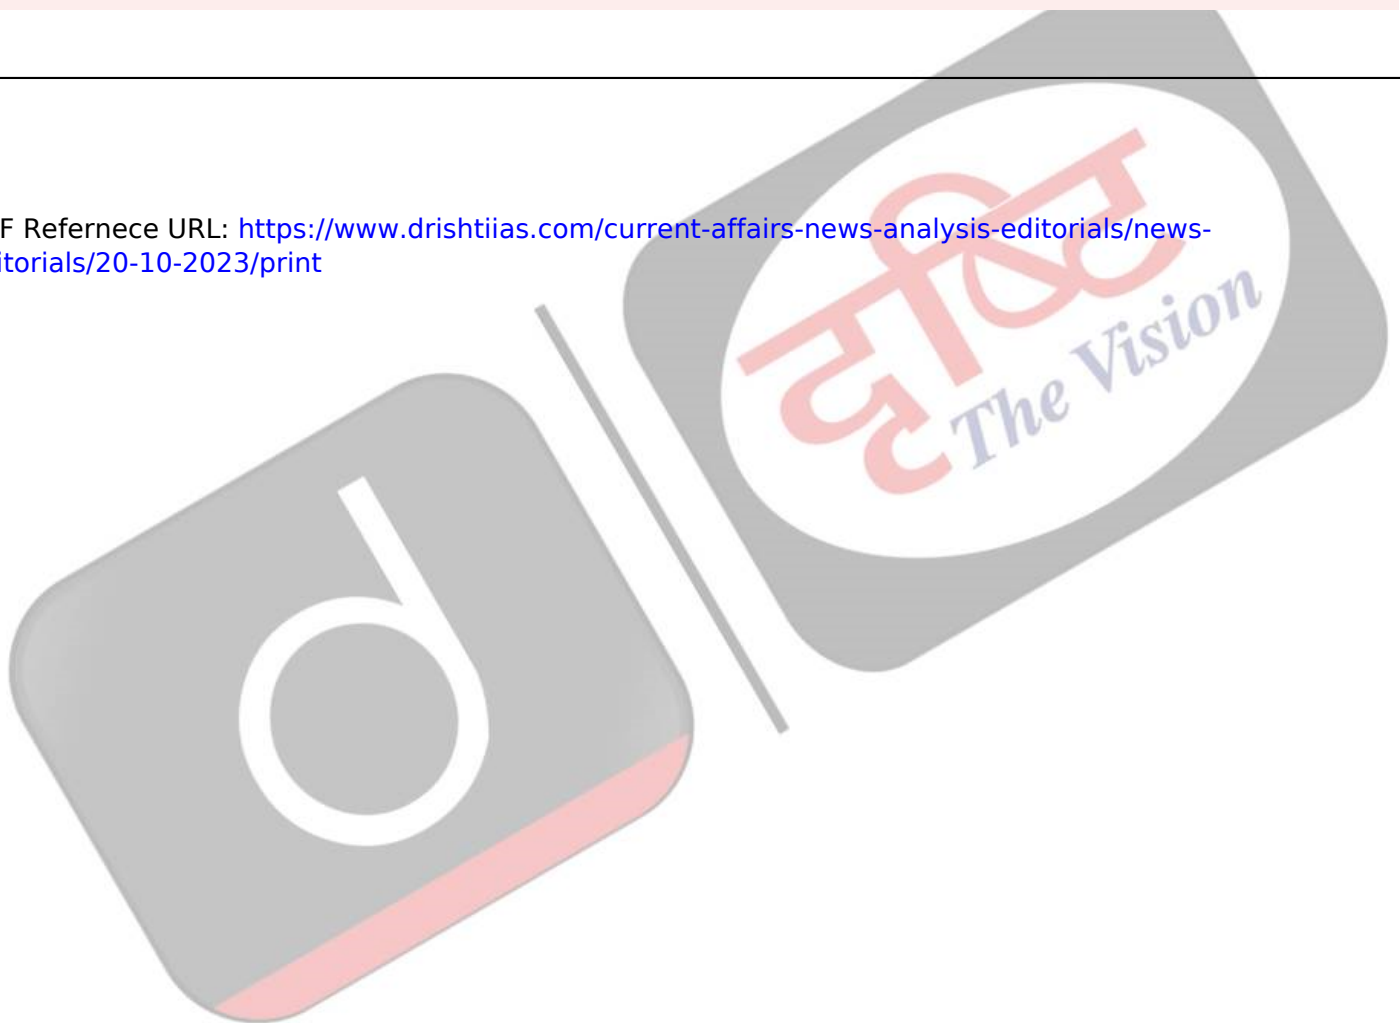 F Refernece URL: https://www.drishtiias.com/current-affairs-news-analysis-editorials/news-
itorials/20-10-2023/print
दृष्टि
The Vision
d